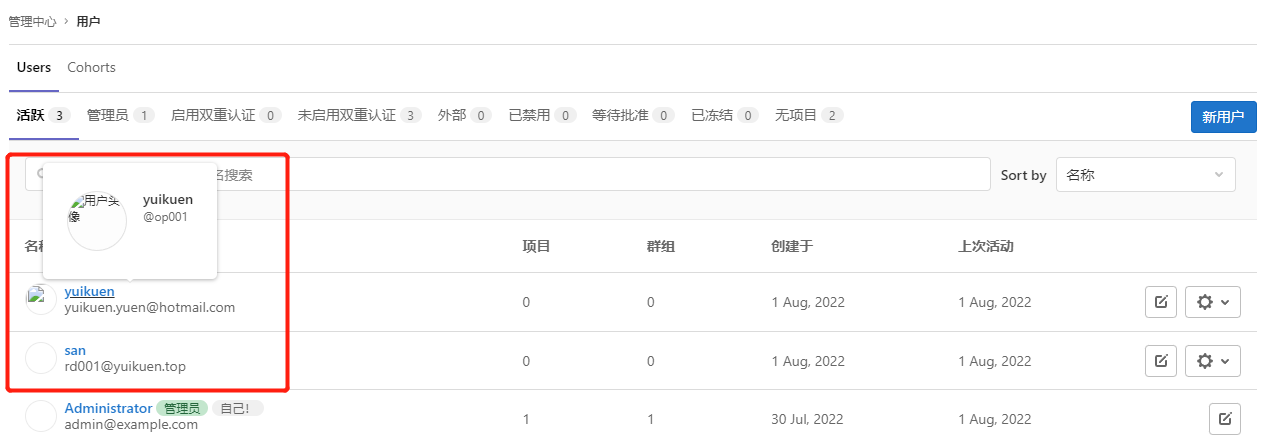 管理中心 › 用户
Users Cohorts
活跃 3 管理员 1 启用双重认证 0 未启用双重认证 3 外部 0 已禁用 0 等待批准 0 已冻结 0 无项目 2 新用户
名搜索 Sort by 名称
用户头像
yuikuen
@op001
项目 群组 创建于 上次活动
yuikuen 0 0 1 Aug, 2022 1 Aug, 2022
yuikuen.yuen@hotmail.com
san 0 0 1 Aug, 2022 1 Aug, 2022
rd001@yuikuen.top
Administrator 管理员 自己! 1 1 30 Jul, 2022 1 Aug, 2022
admin@example.com